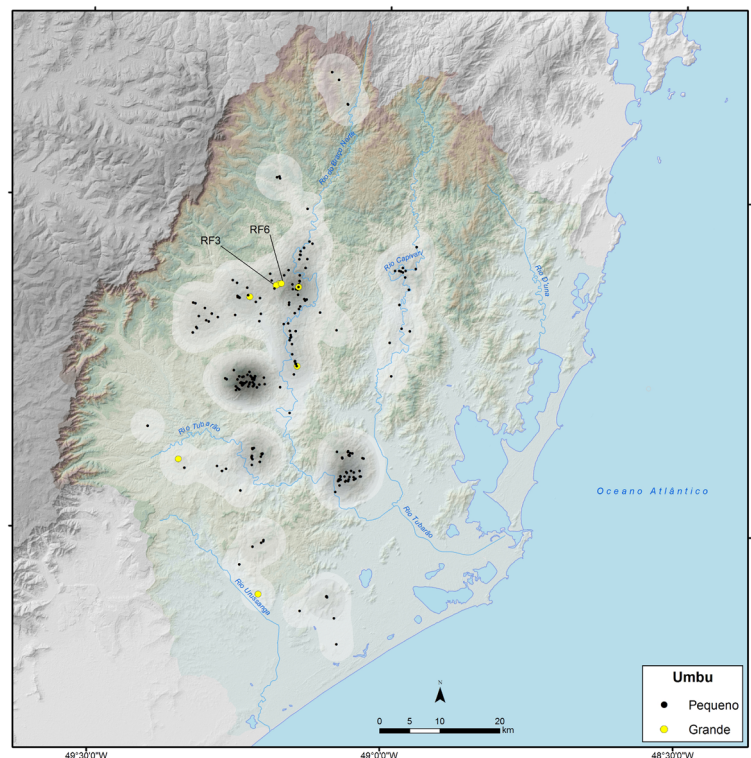 Rio do Braço Norte
RF6
RF3
Rio Capivary
Rio D'una
Rio Tubarão
Oceano Atlântico
Rio Tubarão
Rio Urussanga
N
0 5 10 20
km
Umbu
Pequeno
Grande
49°30'0"W 49°0'0"W 48°30'0"W